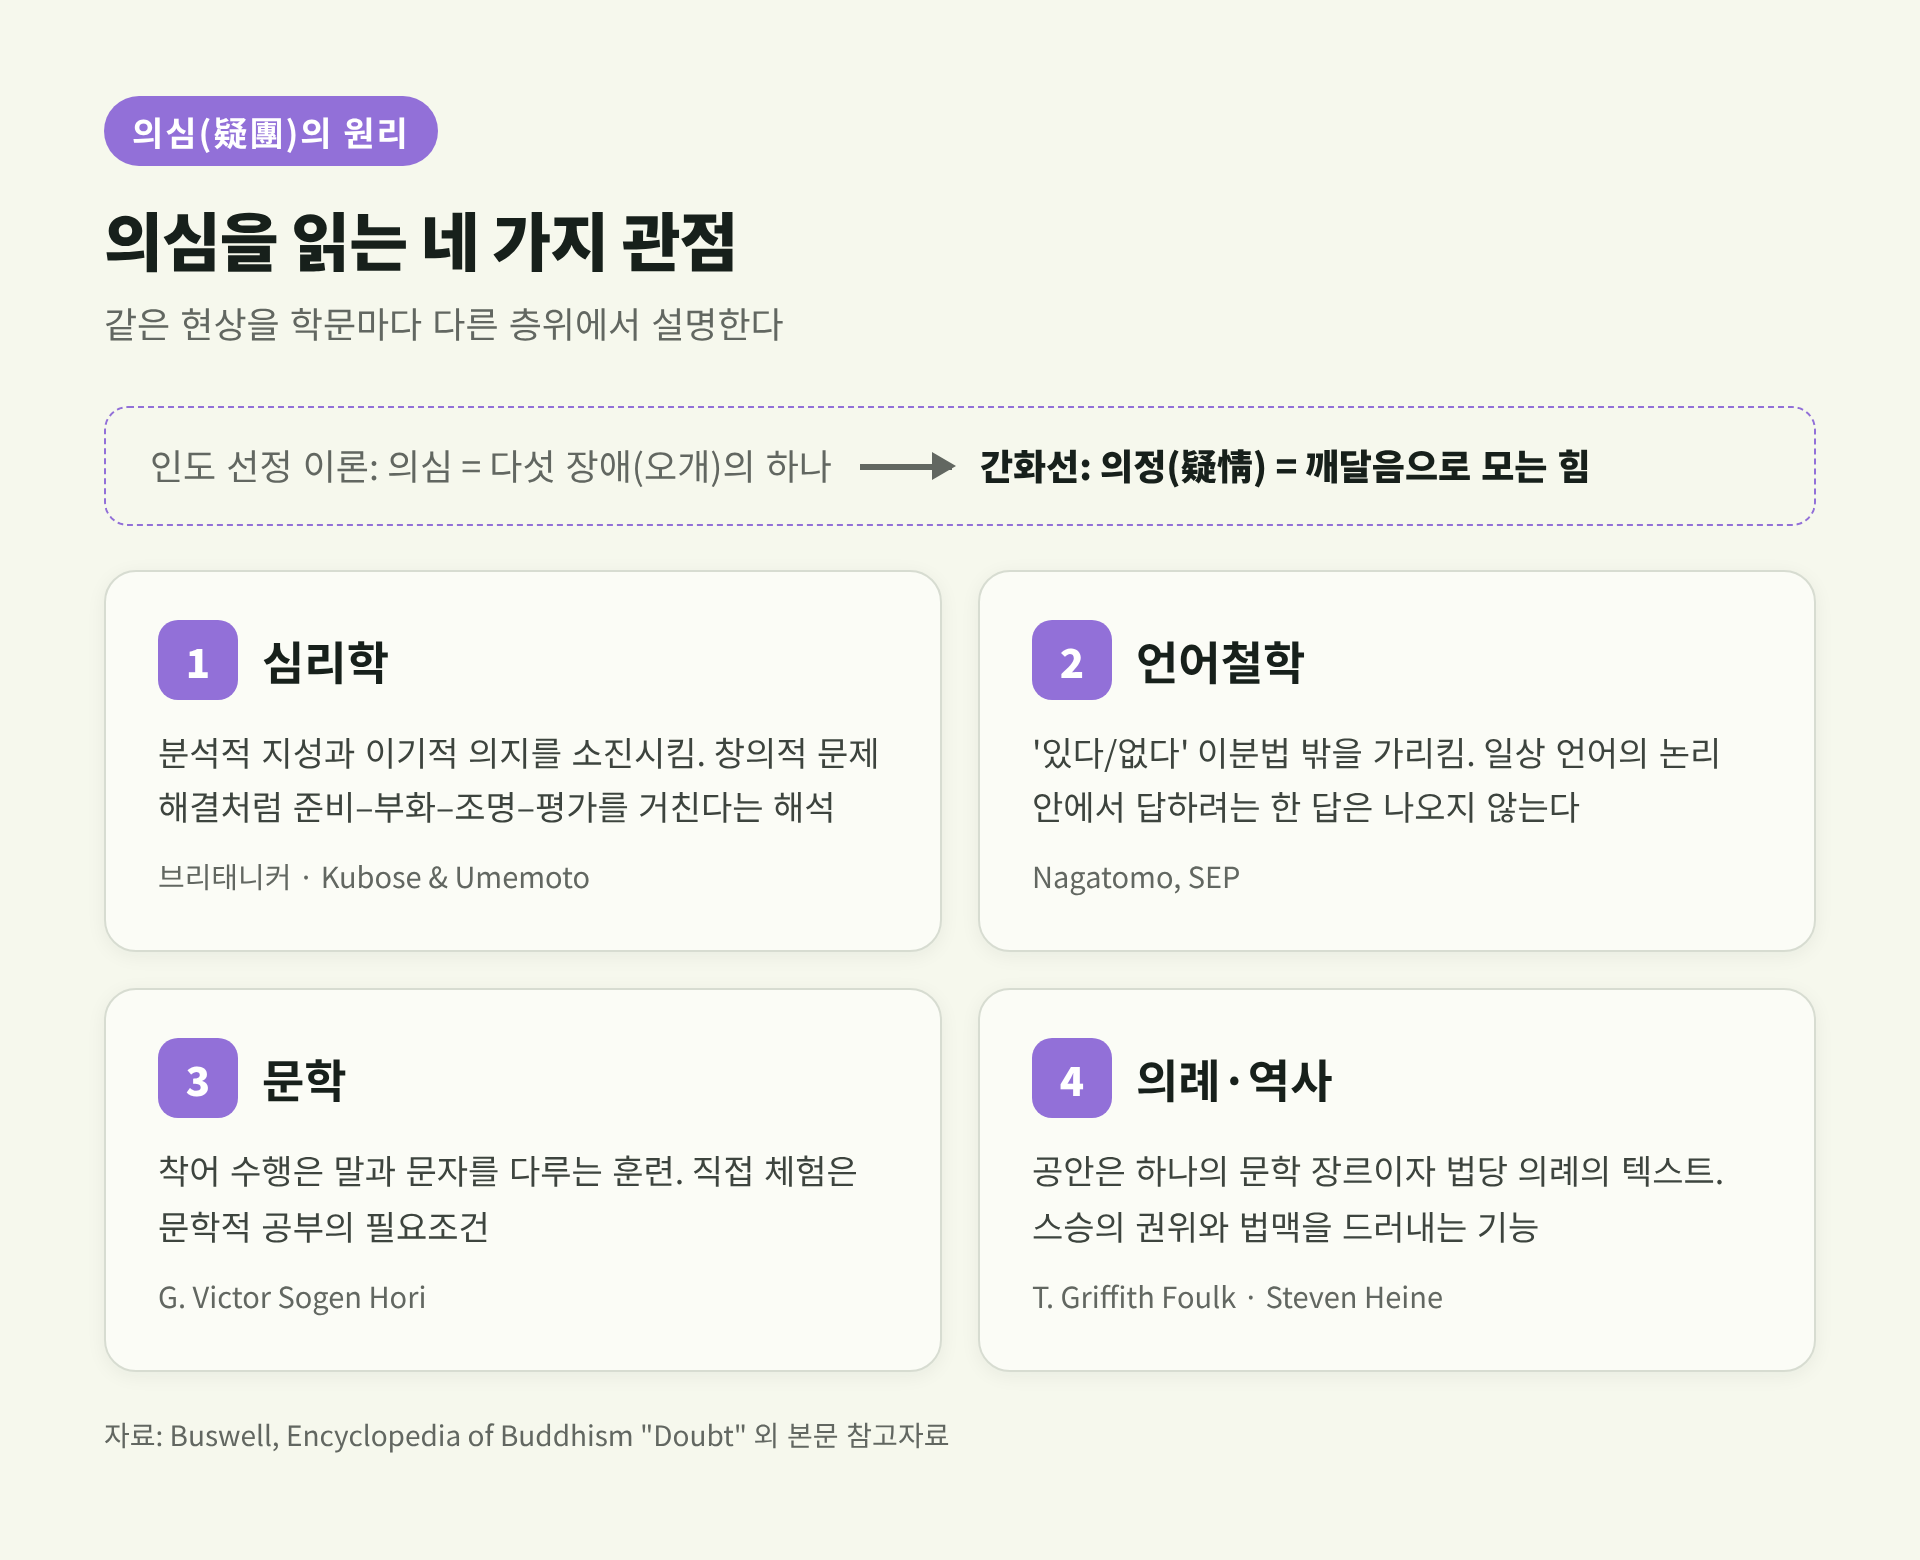 의심(疑團)의 원리
의심을 읽는 네 가지 관점
같은 현상을 학문마다 다른 층위에서 설명한다
인도 선정 이론: 의심 = 다섯 장애(오개)의 하나 → 간화선: 의정(疑情) = 깨달음으로 모는 힘
1 심리학
분석적 지성과 이기적 의지를 소진시킴. 창의적 문제
해결처럼 준비–부화–조명–평가를 거친다는 해석
브리태니커 · Kubose & Umemoto
2 언어철학
'있다/없다' 이분법 밖을 가리킴. 일상 언어의 논리
안에서 답하려는 한 답은 나오지 않는다
Nagatomo, SEP
3 문학
착어 수행은 말과 문자를 다루는 훈련. 직접 체험은
문학적 공부의 필요조건
G. Victor Sogen Hori
4 의례·역사
공안은 하나의 문학 장르이자 법당 의례의 텍스트.
스승의 권위와 법맥을 드러내는 기능
T. Griffith Foulk · Steven Heine
자료: Buswell, Encyclopedia of Buddhism "Doubt" 외 본문 참고자료